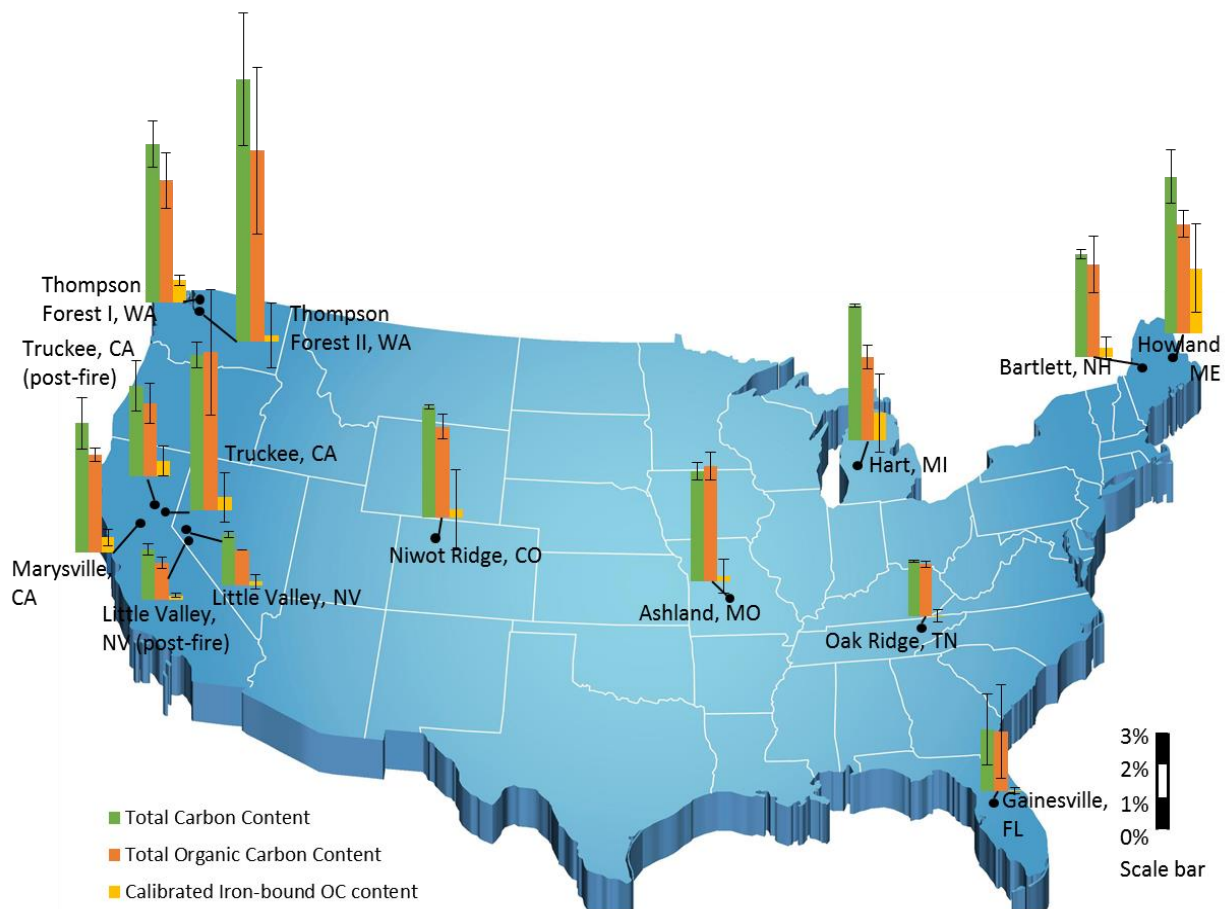 Thompson
Forest I, WA
Thompson
Forest II, WA
Truckee, CA
(post-fire)
Truckee, CA
Marysville,
CA
Little Valley, NV
Little Valley,
NV (post-fire)
Niwot Ridge, CO
Ashland, MO
Hart, MI
Oak Ridge, TN
Bartlett, NH
Howland
ME
Gainesville,
FL
3%
2%
1%
0%
Scale bar
Total Carbon Content
Total Organic Carbon Content
Calibrated Iron-bound OC content